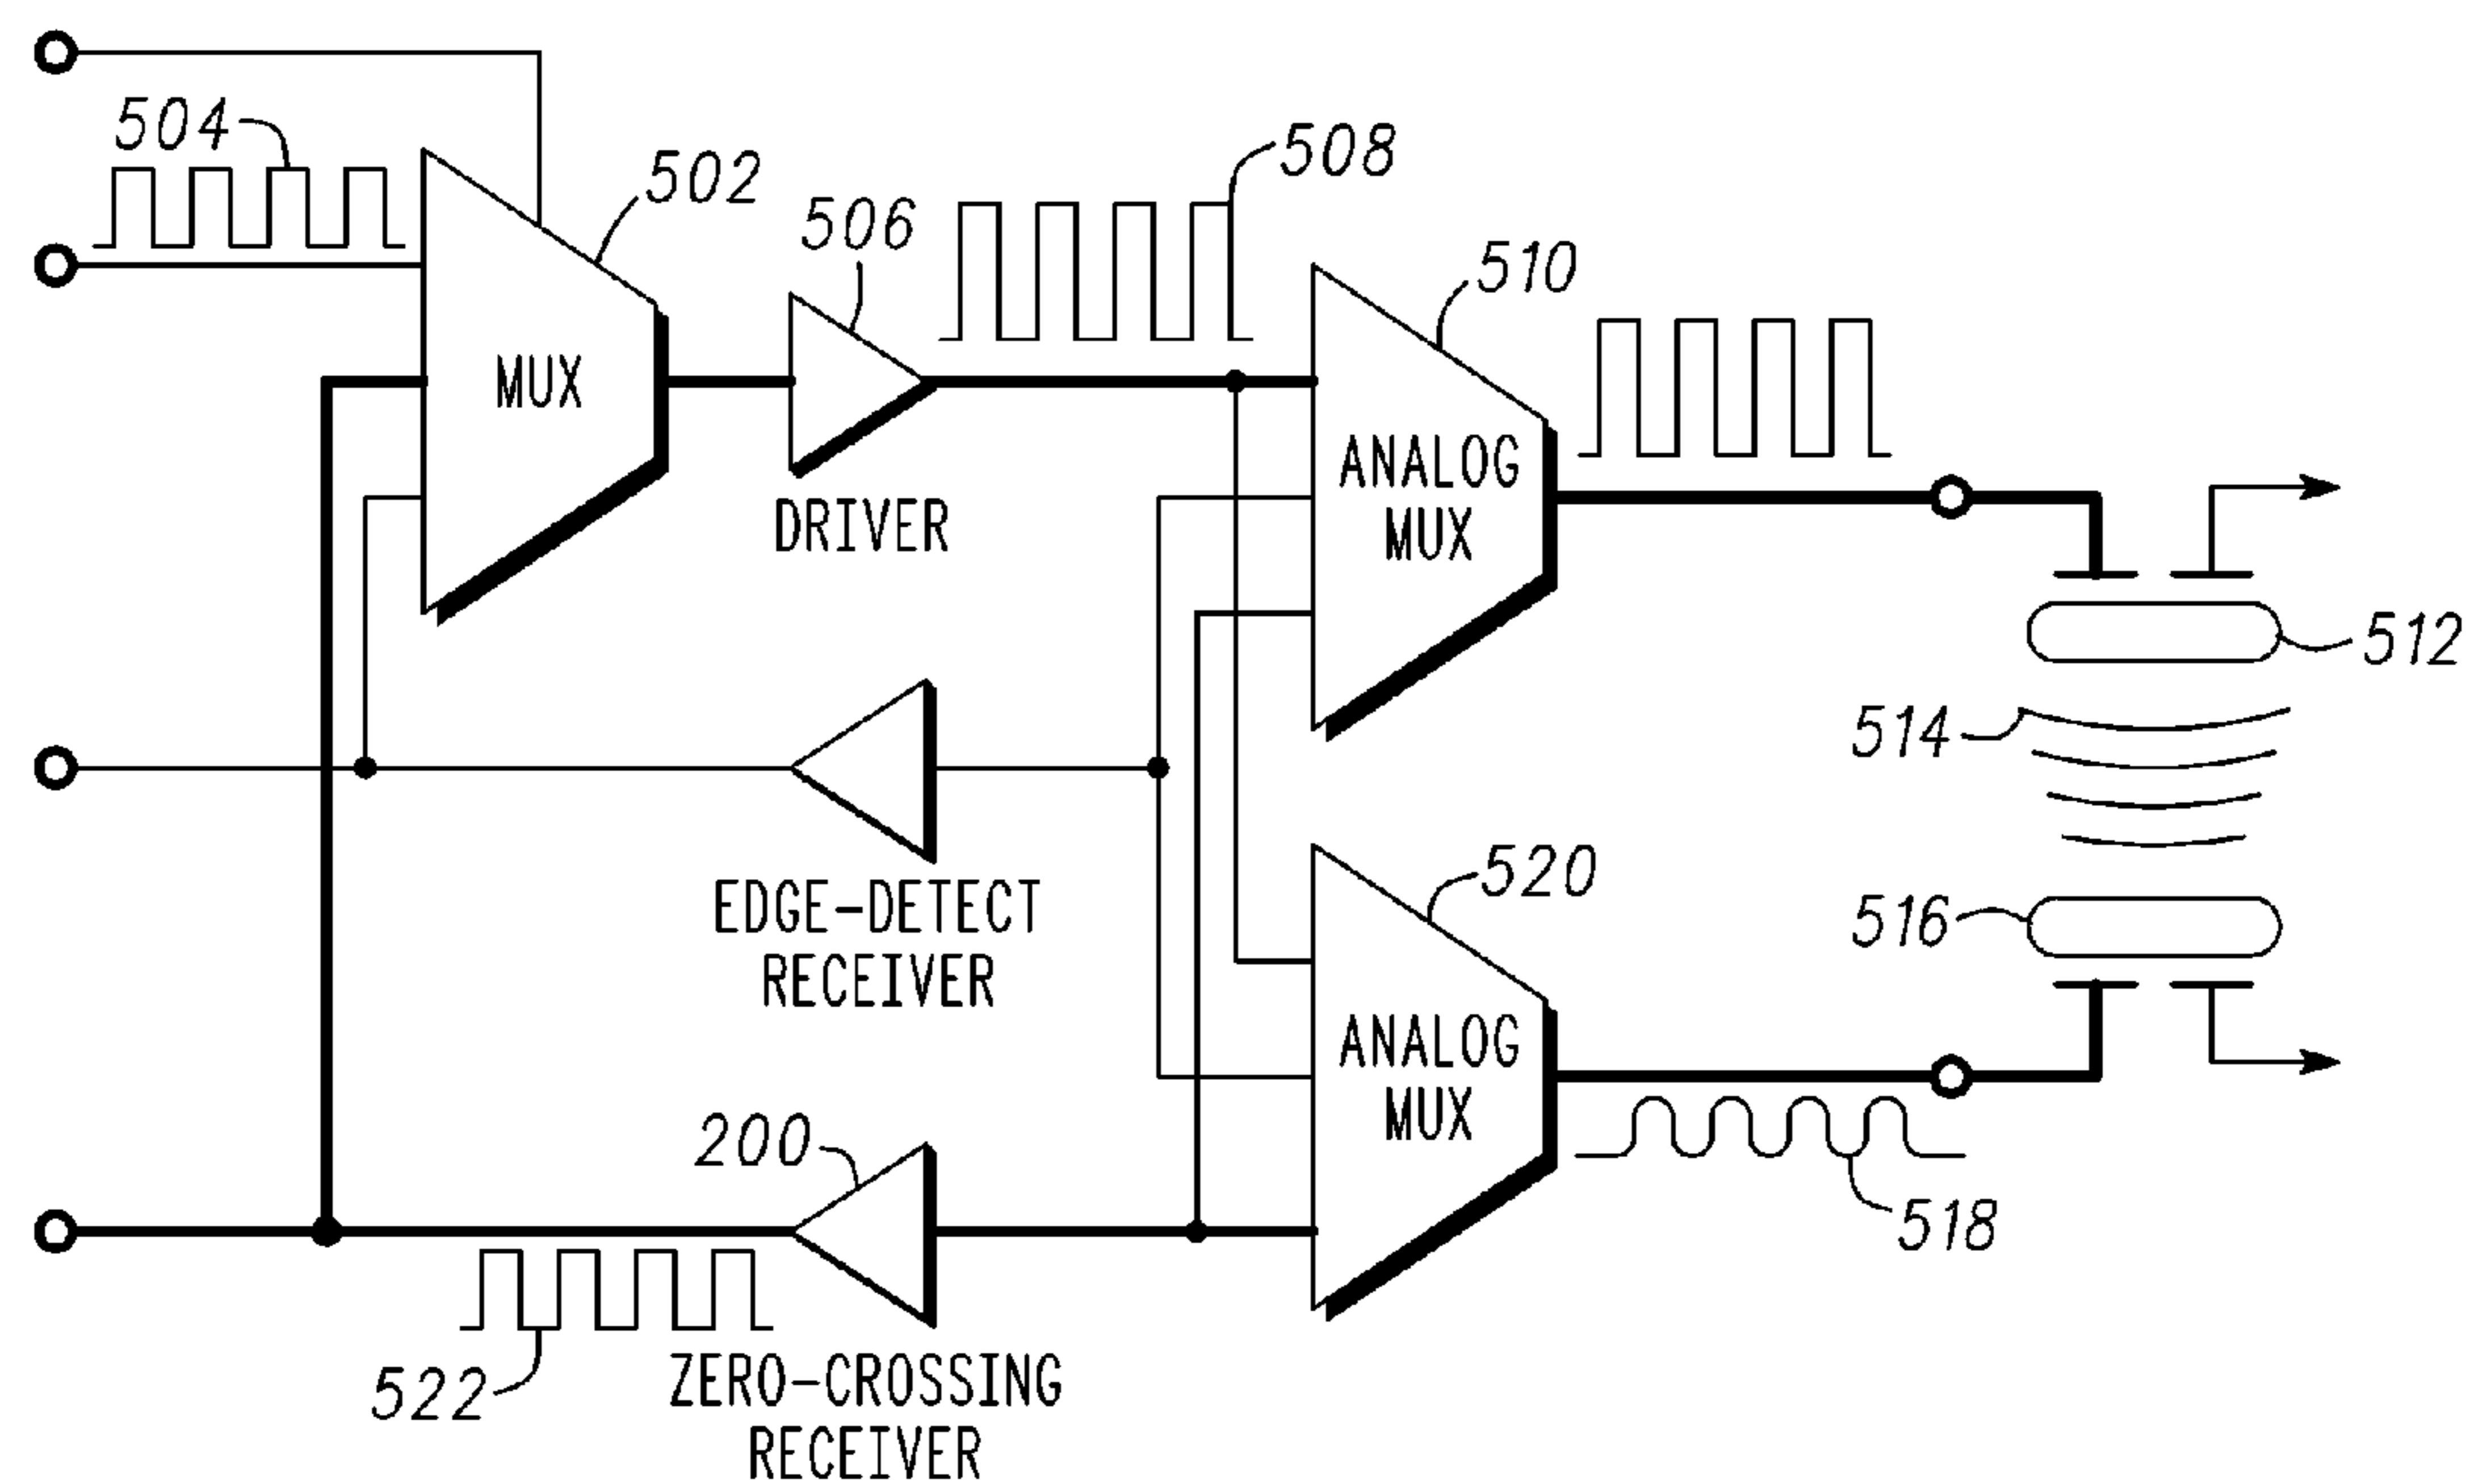 504
502
506
508
510
MUX
DRIVER
ANALOG
MUX
512
514
EDGE-DETECT
RECEIVER
520
516
ANALOG
MUX
200
518
522
ZERO-CROSSING
RECEIVER